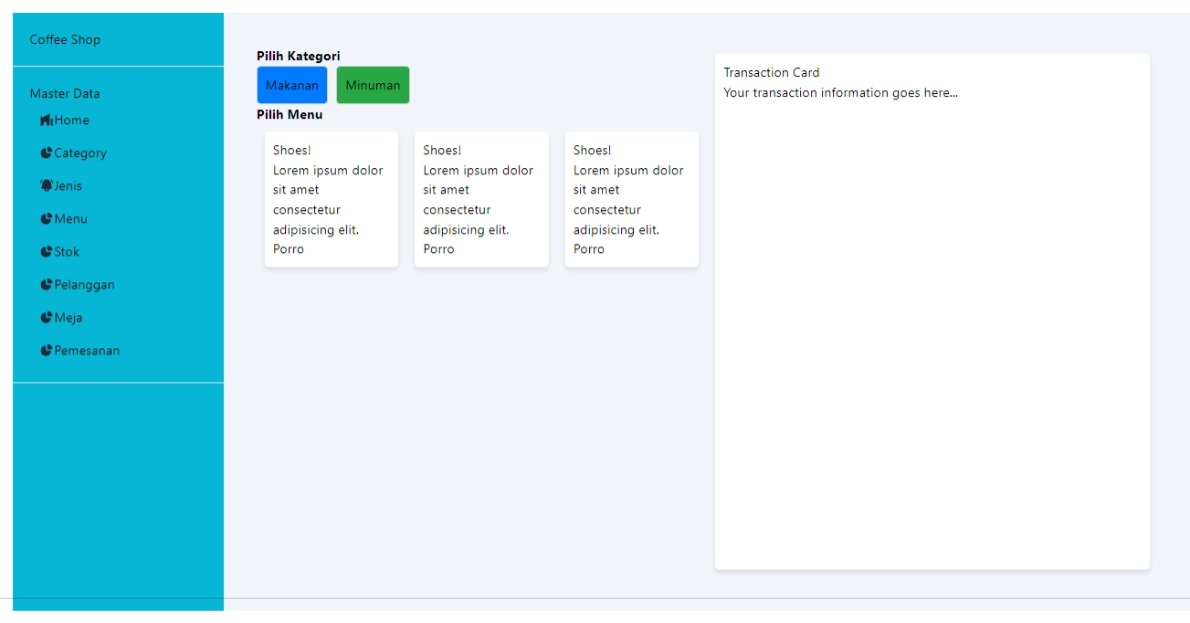 Coffee Shop
Master Data
Home
Category
Jenis
Menu
Stok
Pelanggan
Meja
Pemesanan
Pilih Kategori
Makanan
Minuman
Pilih Menu
Shoes!
Lorem ipsum dolor
sit amet
consectetur
adipisicing elit.
Porro
Shoes!
Lorem ipsum dolor
sit amet
consectetur
adipisicing elit.
Porro
Shoes!
Lorem ipsum dolor
sit amet
consectetur
adipisicing elit.
Porro
Transaction Card
Your transaction information goes here...